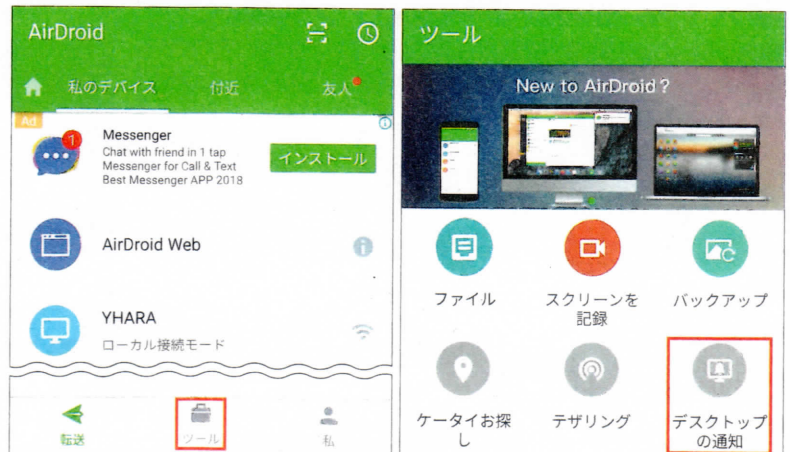 AirDroid
私のデバイス
付近
友人
Ad
1
Messenger
Chat with friend in 1 tap
Messenger for Call & Text
Best Messenger APP 2018
インストール
AirDroid Web
YHARA
ローカル接続モード
転送
ツール
私
ツール
New to AirDroid?
ファイル
スクリーンを
記録
バックアップ
ケータイお探
し
テザリング
デスクトップ
の通知